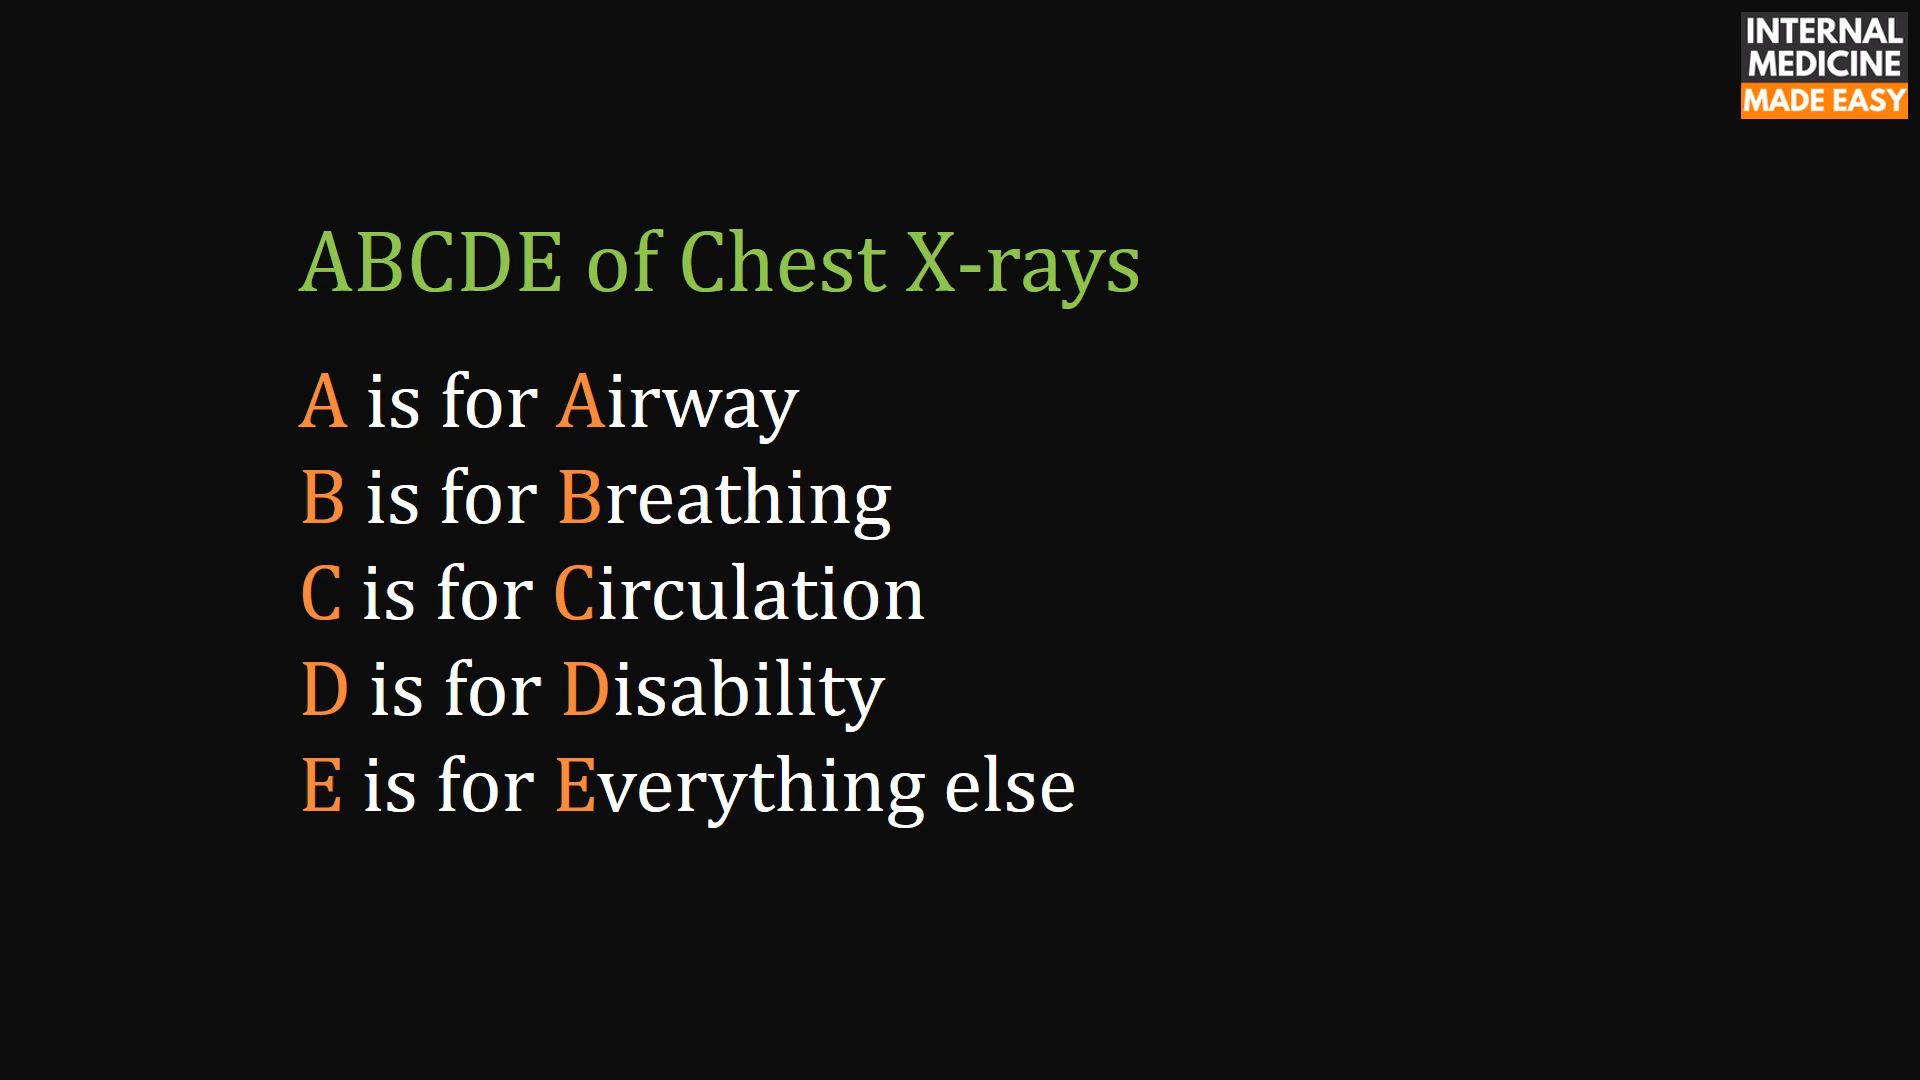 INTERNAL
MEDICINE
MADE EASY
ABCDE of Chest X-rays
A is for Airway
B is for Breathing
C is for Circulation
D is for Disability
E is for Everything else